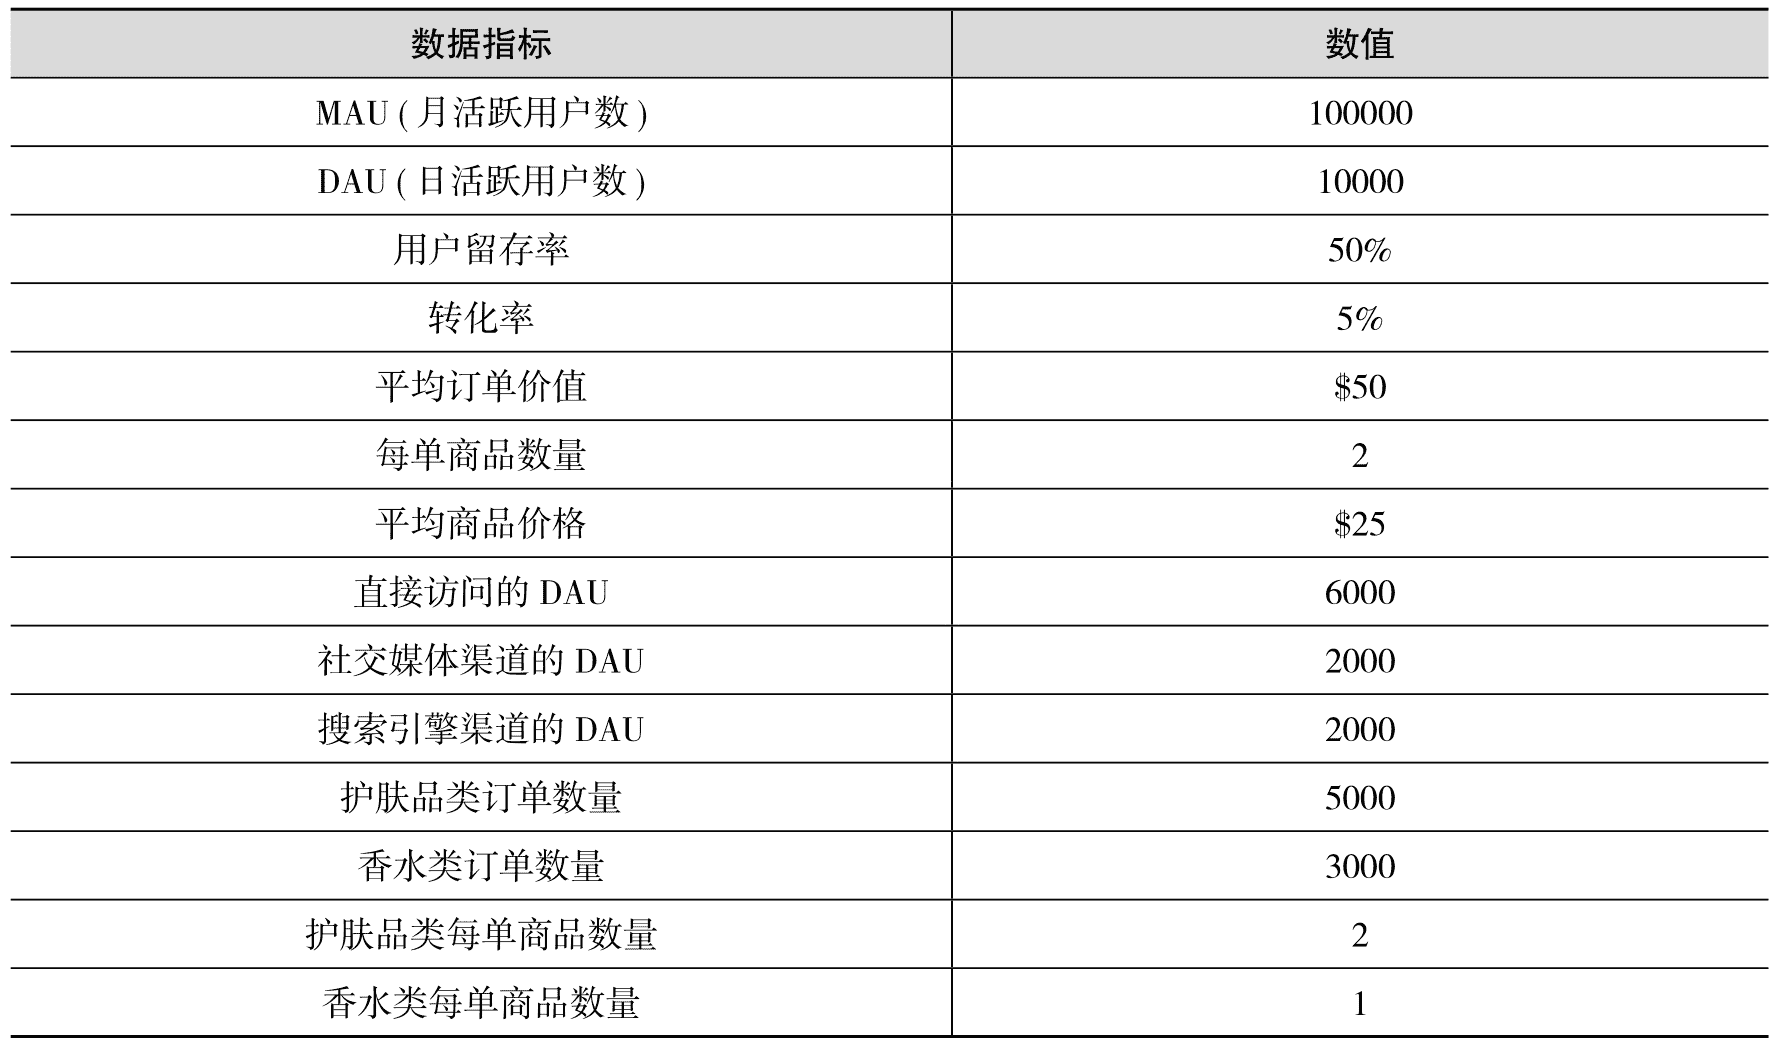 数据指标 数值
MAU(月活跃用户数) 100000
DAU(日活跃用户数) 10000
用户留存率 50%
转化率 5%
平均订单价值 $50
每单商品数量 2
平均商品价格 $25
直接访问的 DAU 6000
社交媒体渠道的 DAU 2000
搜索引擎渠道的 DAU 2000
护肤品类订单数量 5000
香水类订单数量 3000
护肤品类每单商品数量 2
香水类每单商品数量 1